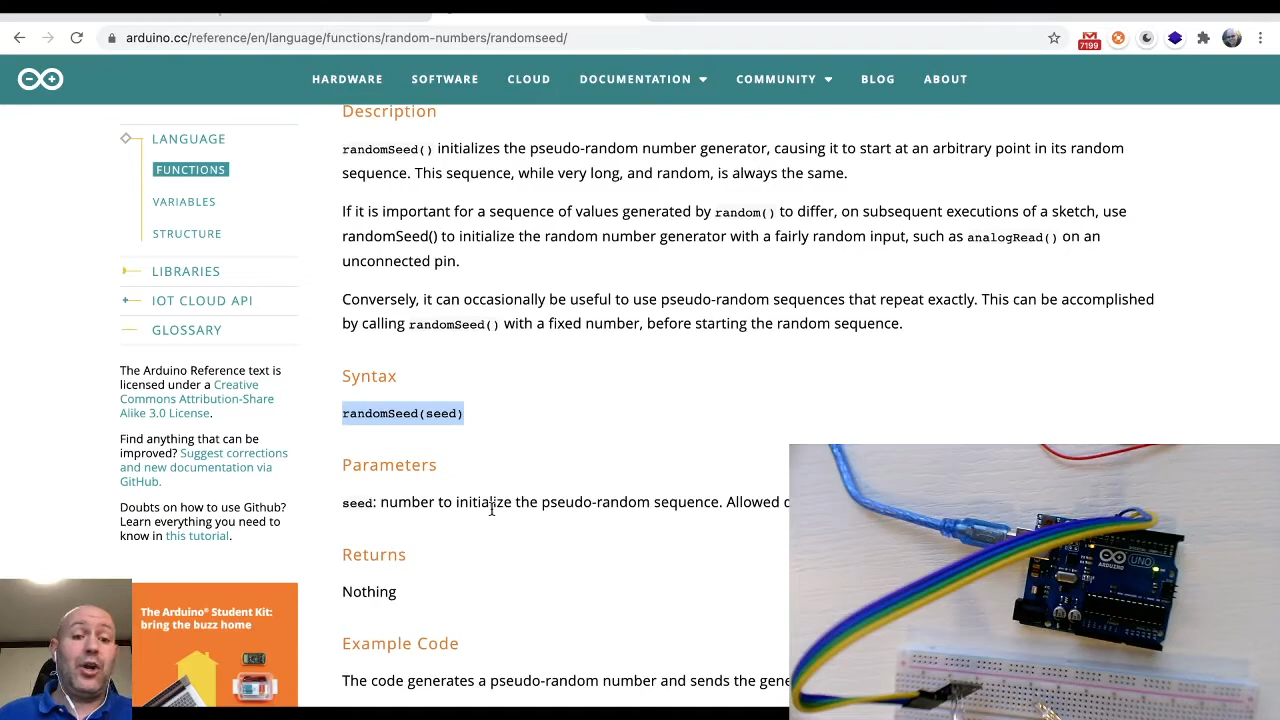 arduino.cc/reference/en/language/functions/random-numbers/randomseed/
7199
HARDWARE SOFTWARE CLOUD DOCUMENTATION COMMUNITY BLOG ABOUT
LANGUAGE
FUNCTIONS
VARIABLES
STRUCTURE
LIBRARIES
IOT CLOUD API
GLOSSARY
The Arduino Reference text is
licensed under a Creative
Commons Attribution-Share
Alike 3.0 License.
Find anything that can be
improved? Suggest corrections
and new documentation via
GitHub.
Doubts on how to use Github?
Learn everything you need to
know in this tutorial.
The Arduino® Student Kit:
bring the buzz home
Description
randomSeed() initializes the pseudo-random number generator, causing it to start at an arbitrary point in its random
sequence. This sequence, while very long, and random, is always the same.
If it is important for a sequence of values generated by random() to differ, on subsequent executions of a sketch, use
randomSeed() to initialize the random number generator with a fairly random input, such as analogRead() on an
unconnected pin.
Conversely, it can occasionally be useful to use pseudo-random sequences that repeat exactly. This can be accomplished
by calling randomSeed() with a fixed number, before starting the random sequence.
Syntax
randomSeed(seed)
Parameters
seed: number to initialize the pseudo-random sequence. Allowed
Returns
Nothing
Example Code
The code generates a pseudo-random number and sends the gene
ARDUINO
UNO